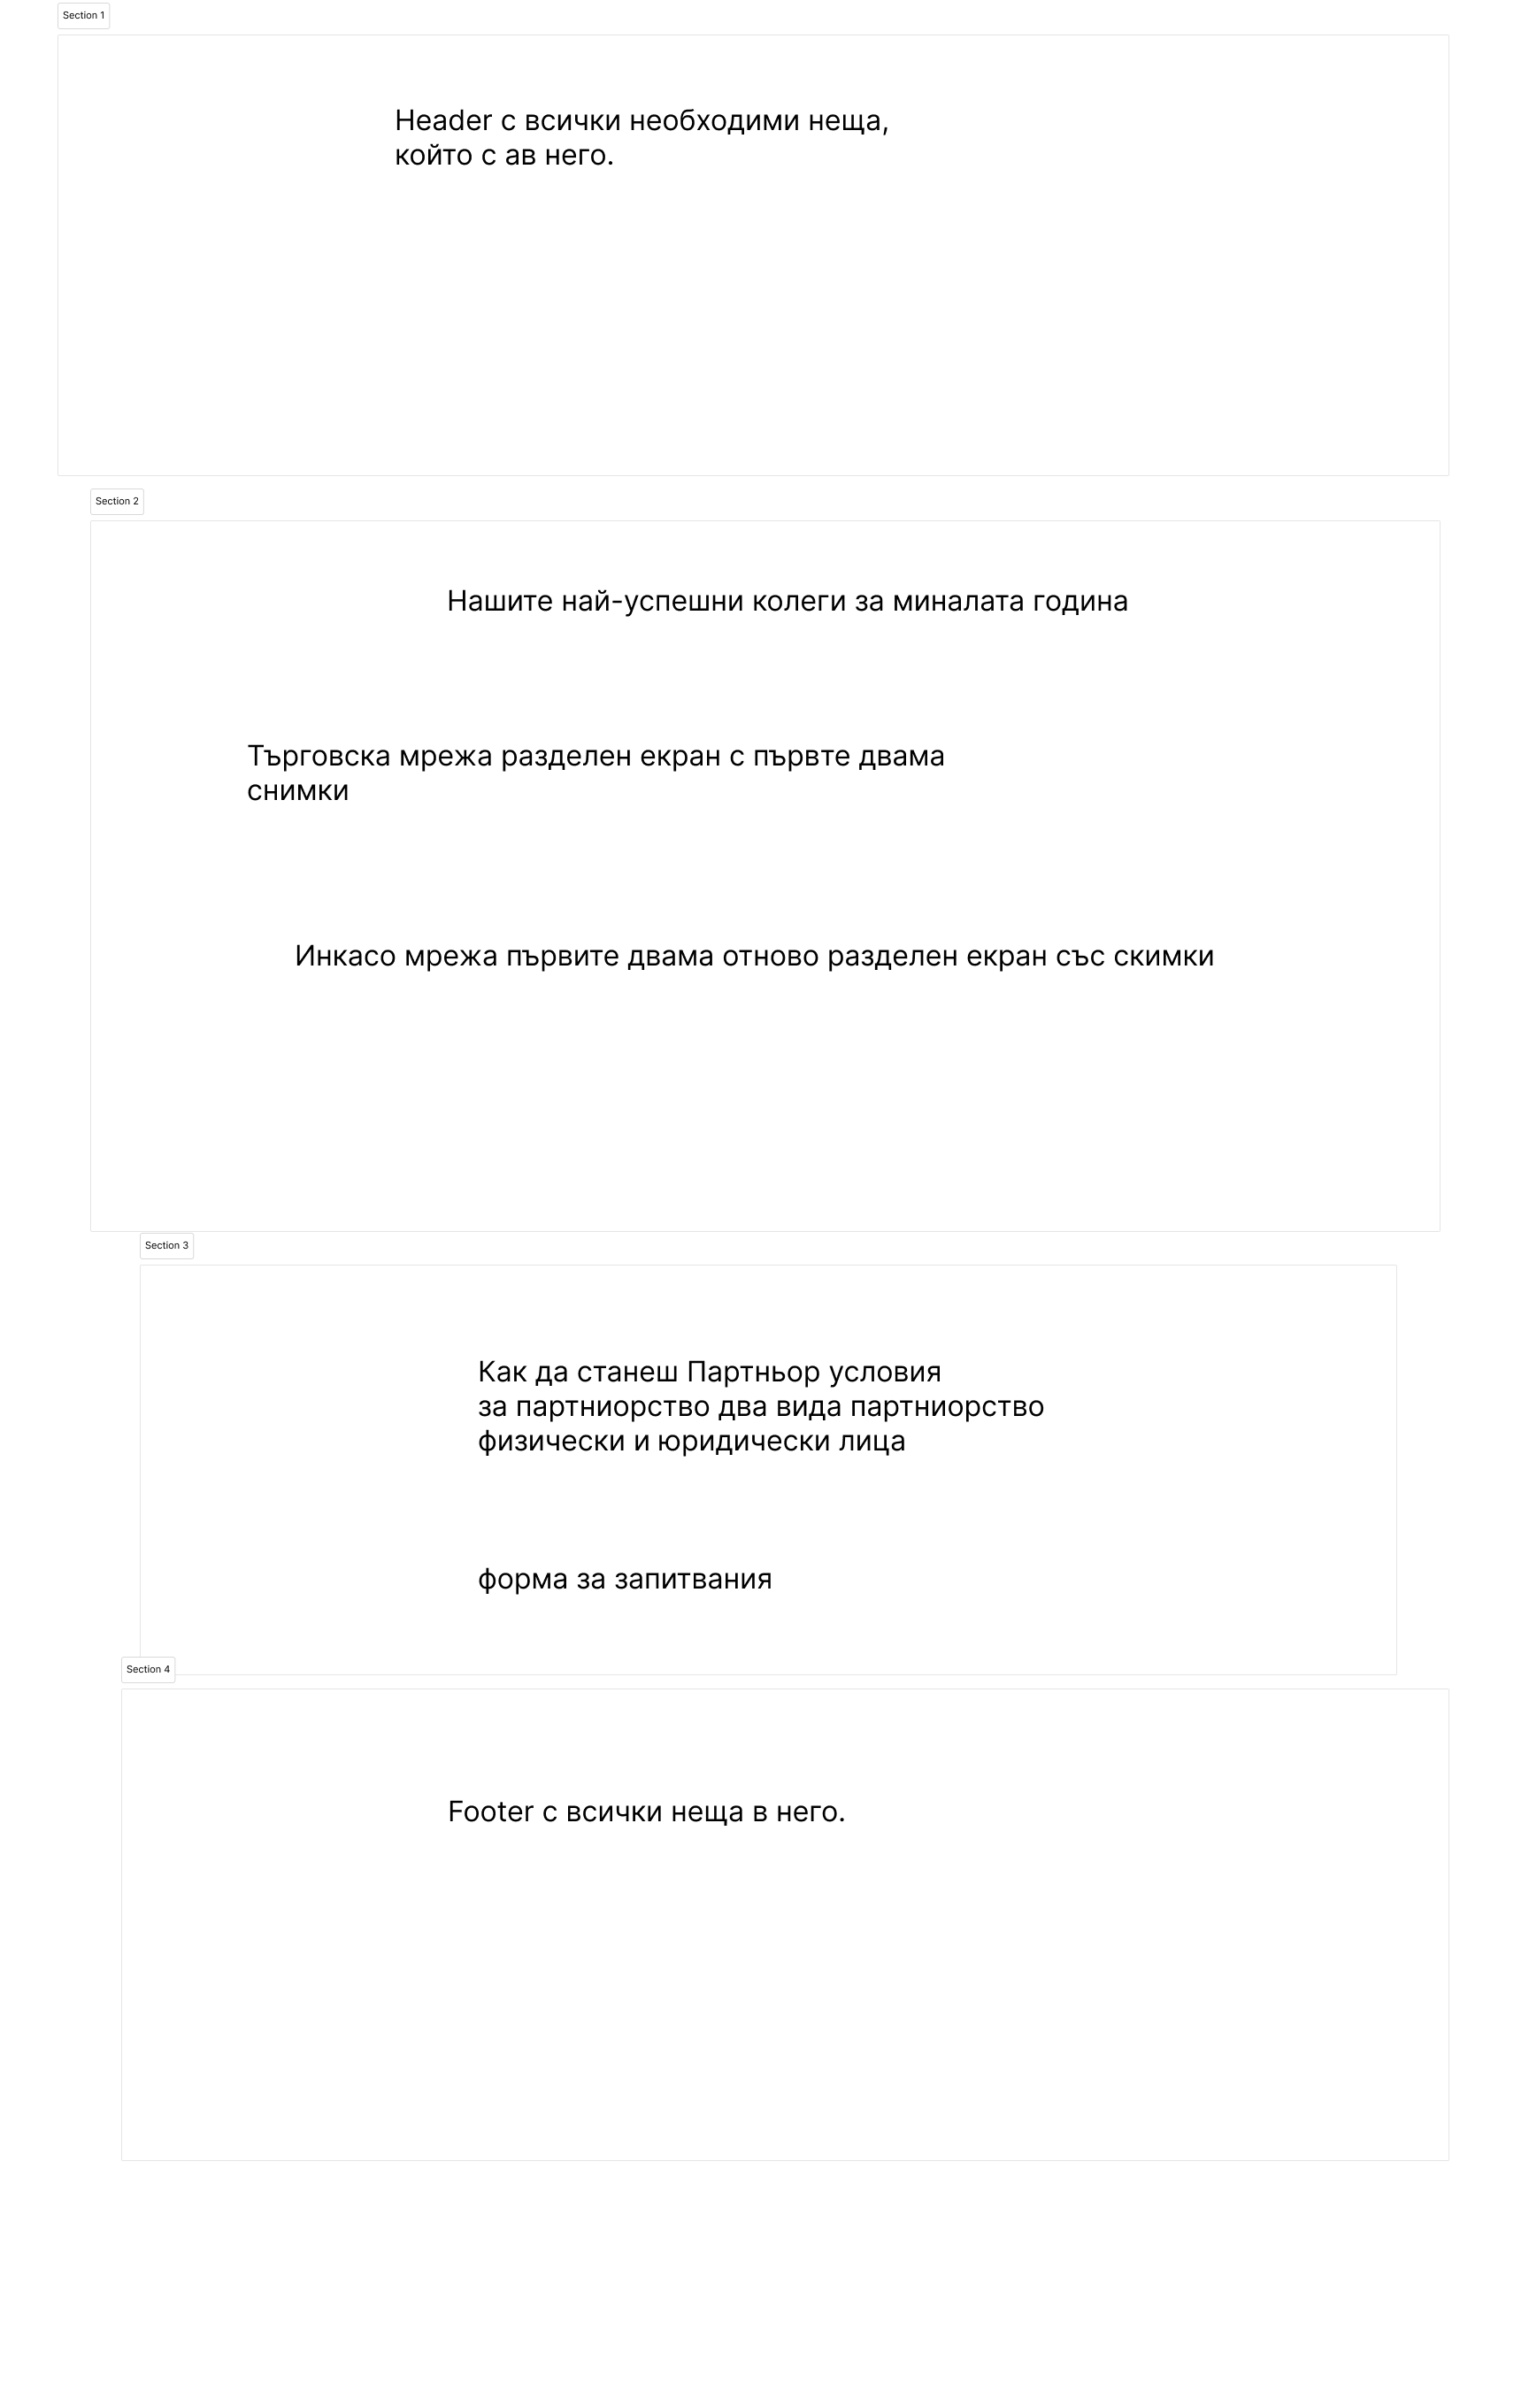 Section 1
Header с всички необходими неща,
който с ав него.
Section 2
Нашите най-успешни колеги за миналата година
Търговска мрежа разделен екран с първте двама
снимки
Инкасо мрежа първите двама отново разделен екран със скимки
Section 3
Как да станеш Партньор условия
за партниорство два вида партниорство
физически и юридически лица
форма за запитвания
Section 4
Footer с всички неща в него.